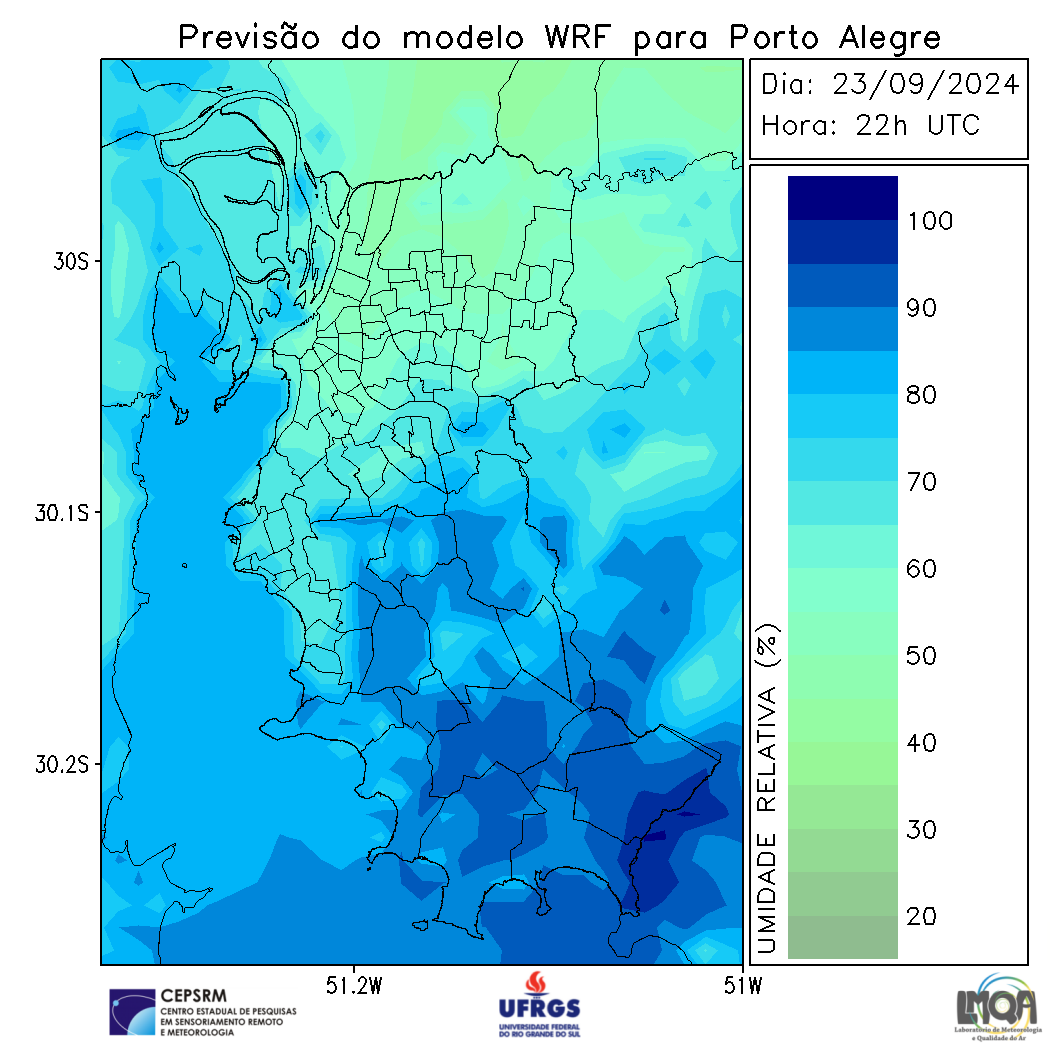 Previsão do modelo WRF para Porto Alegre
Dia: 23/09/2024
Hora: 22h UTC
100
90
80
70
60
50
40
30
20
UMIDADE RELATIVA (%)
30S
30.1S
30.2S
51.2W
51W
CEPSRM
CENTRO ESTADUAL DE PESQUISAS
EM SENSORIAMENTO REMOTO
E METEOROLOGIA
UFRGS
UNIVERSIDADE FEDERAL
DO RIO GRANDE DO SUL
LMQA
Laboratório de Meteorologia
e Qualidade do Ar